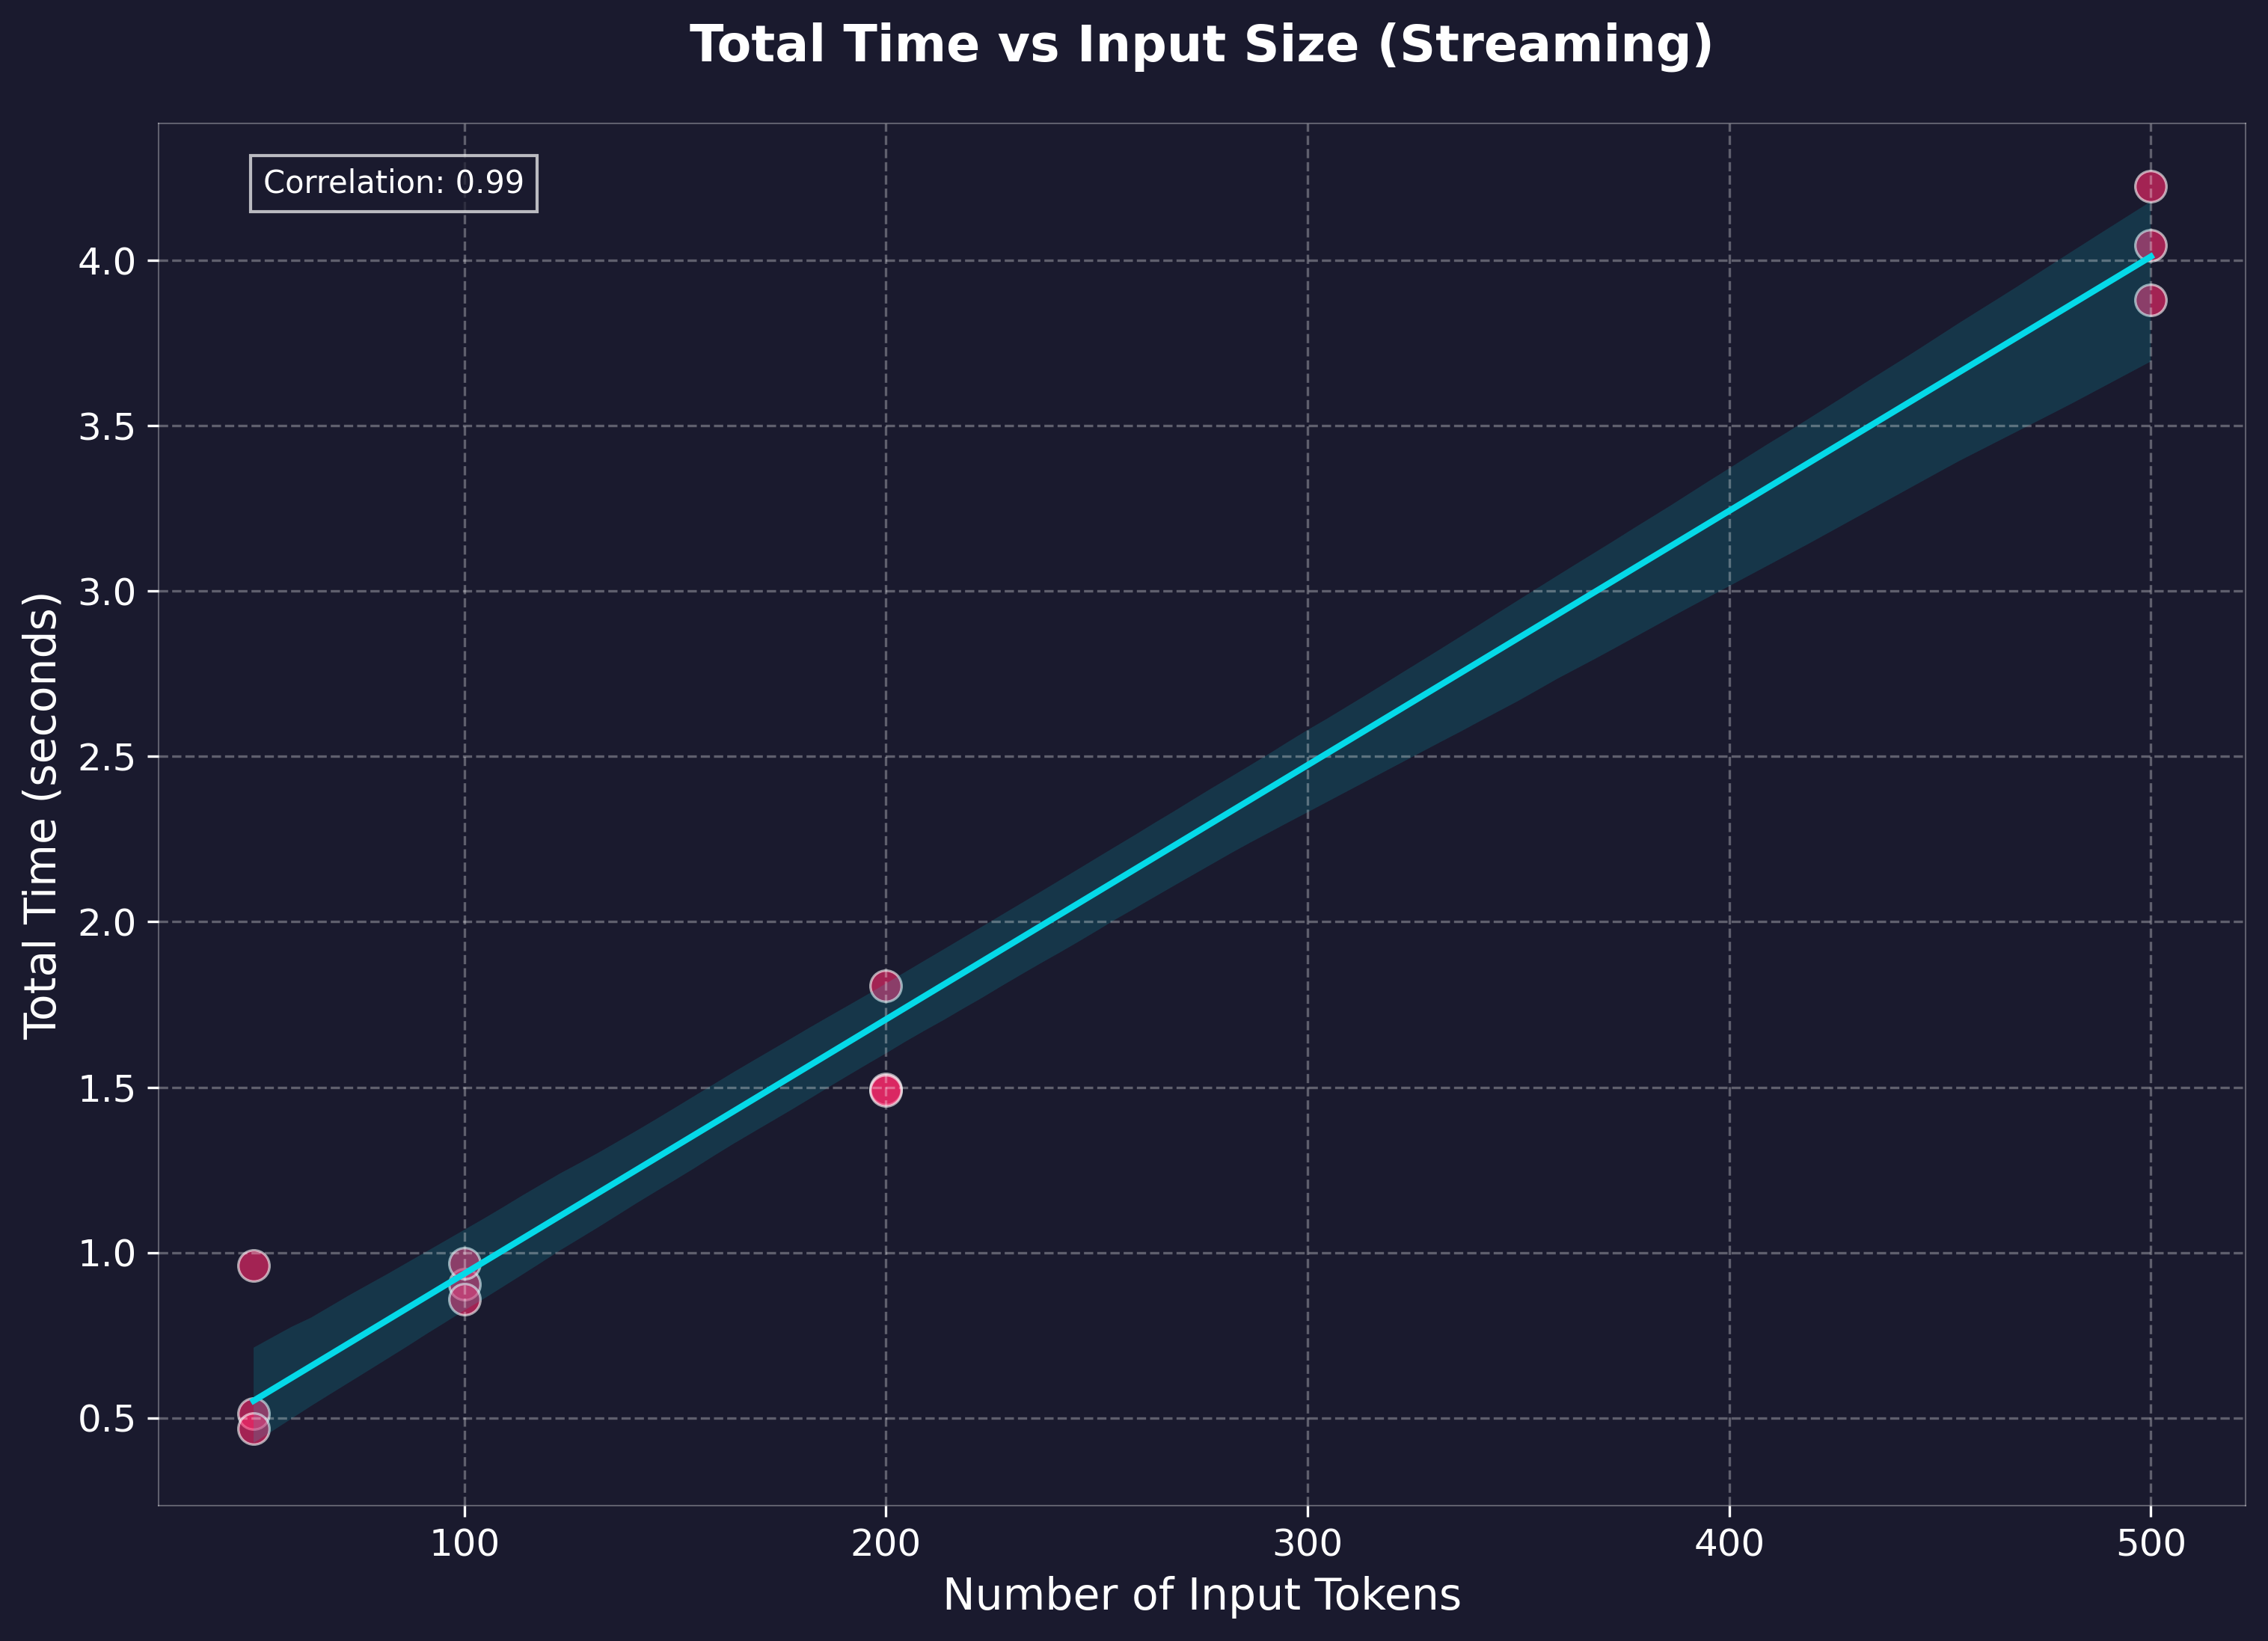 Total Time vs Input Size (Streaming)
Correlation: 0.99
4.0
3.5
3.0
2.5
2.0
1.5
1.0
0.5
Total Time (seconds)
100 200 300 400 500
Number of Input Tokens